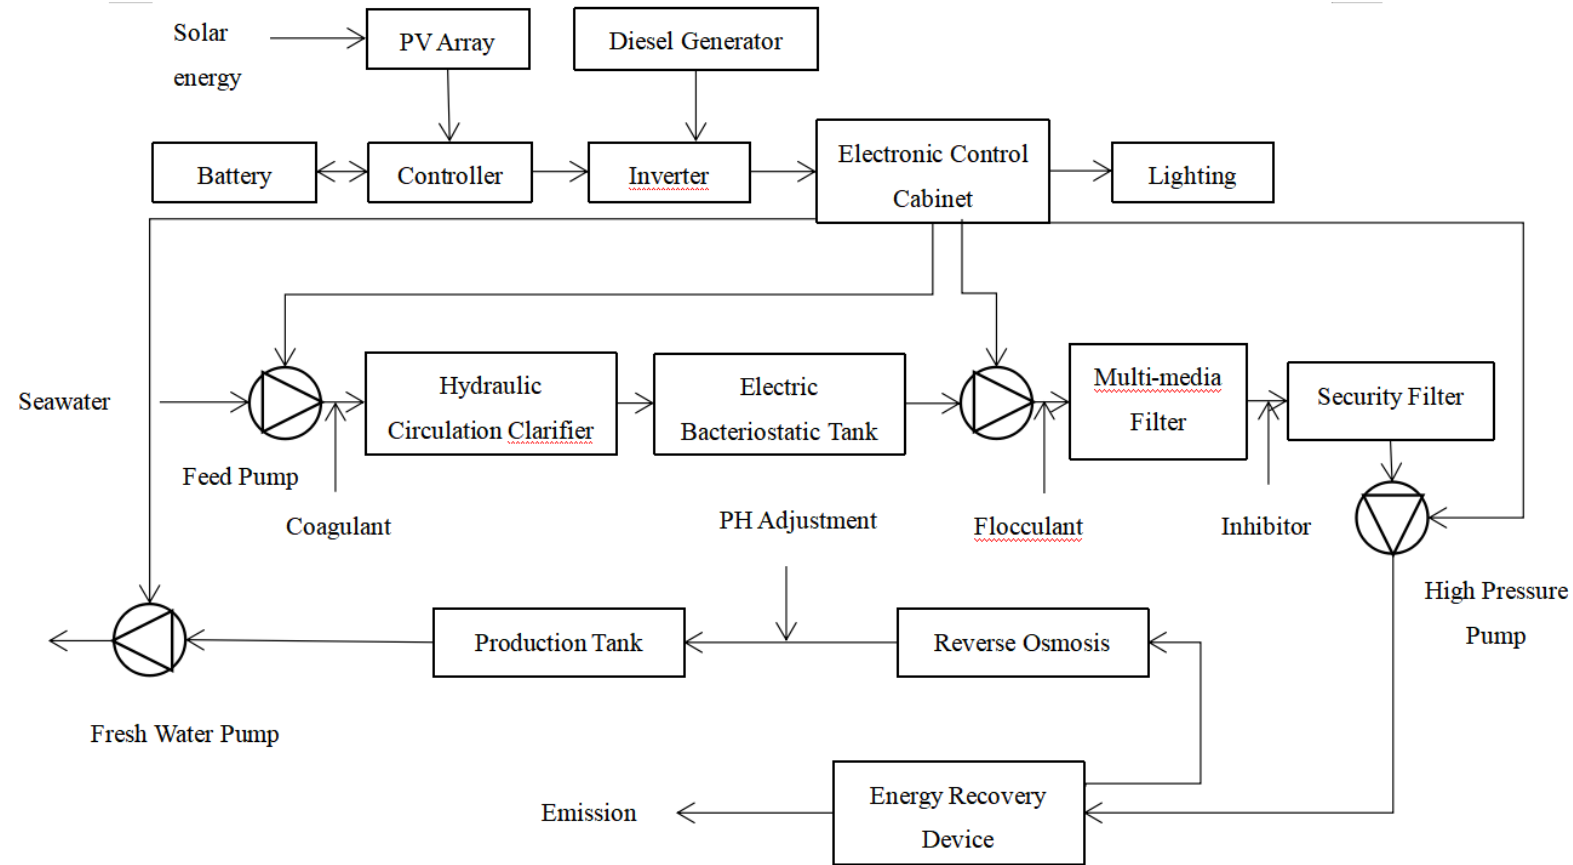 Solar
energy
PV Array
Diesel Generator
Battery
Controller
Inverter
Electronic Control
Cabinet
Lighting
Seawater
Feed Pump
Coagulant
Hydraulic
Circulation Clarifier
Electric
Bacteriostatic Tank
Multi-media
Filter
Security Filter
PH Adjustment
Flocculant
Inhibitor
High Pressure
Pump
Production Tank
Reverse Osmosis
Fresh Water Pump
Emission
Energy Recovery
Device